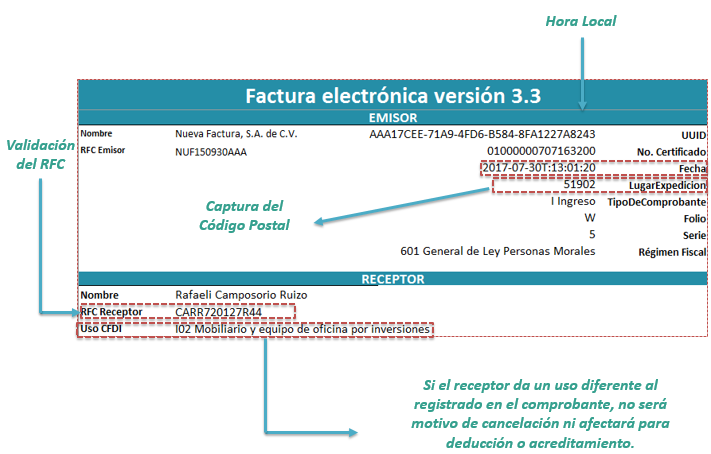 Hora Local
Factura electrónica versión 3.3
EMISOR
Nombre Nueva Factura, S.A. de C.V. AAA17CEE-71A9-4FD6-B584-8FA1227A8243 UUID
RFC Emisor NUF150930AAA 01000000707163200 No. Certificado
2017-07-30T:13:01:20 Fecha
51902 LugarExpedicion
I Ingreso TipoDeComprobante
W Folio
5 Serie
601 General de Ley Personas Morales Régimen Fiscal
Validación
del RFC
Captura del
Código Postal
RECEPTOR
Nombre Rafaeli Camposorio Ruizo
RFC Receptor CARR720127R44
Uso CFDI I02 Mobiliario y equipo de oficina por inversiones
Si el receptor da un uso diferente al
registrado en el comprobante, no será
motivo de cancelación ni afectará para
deducción o acreditamiento.